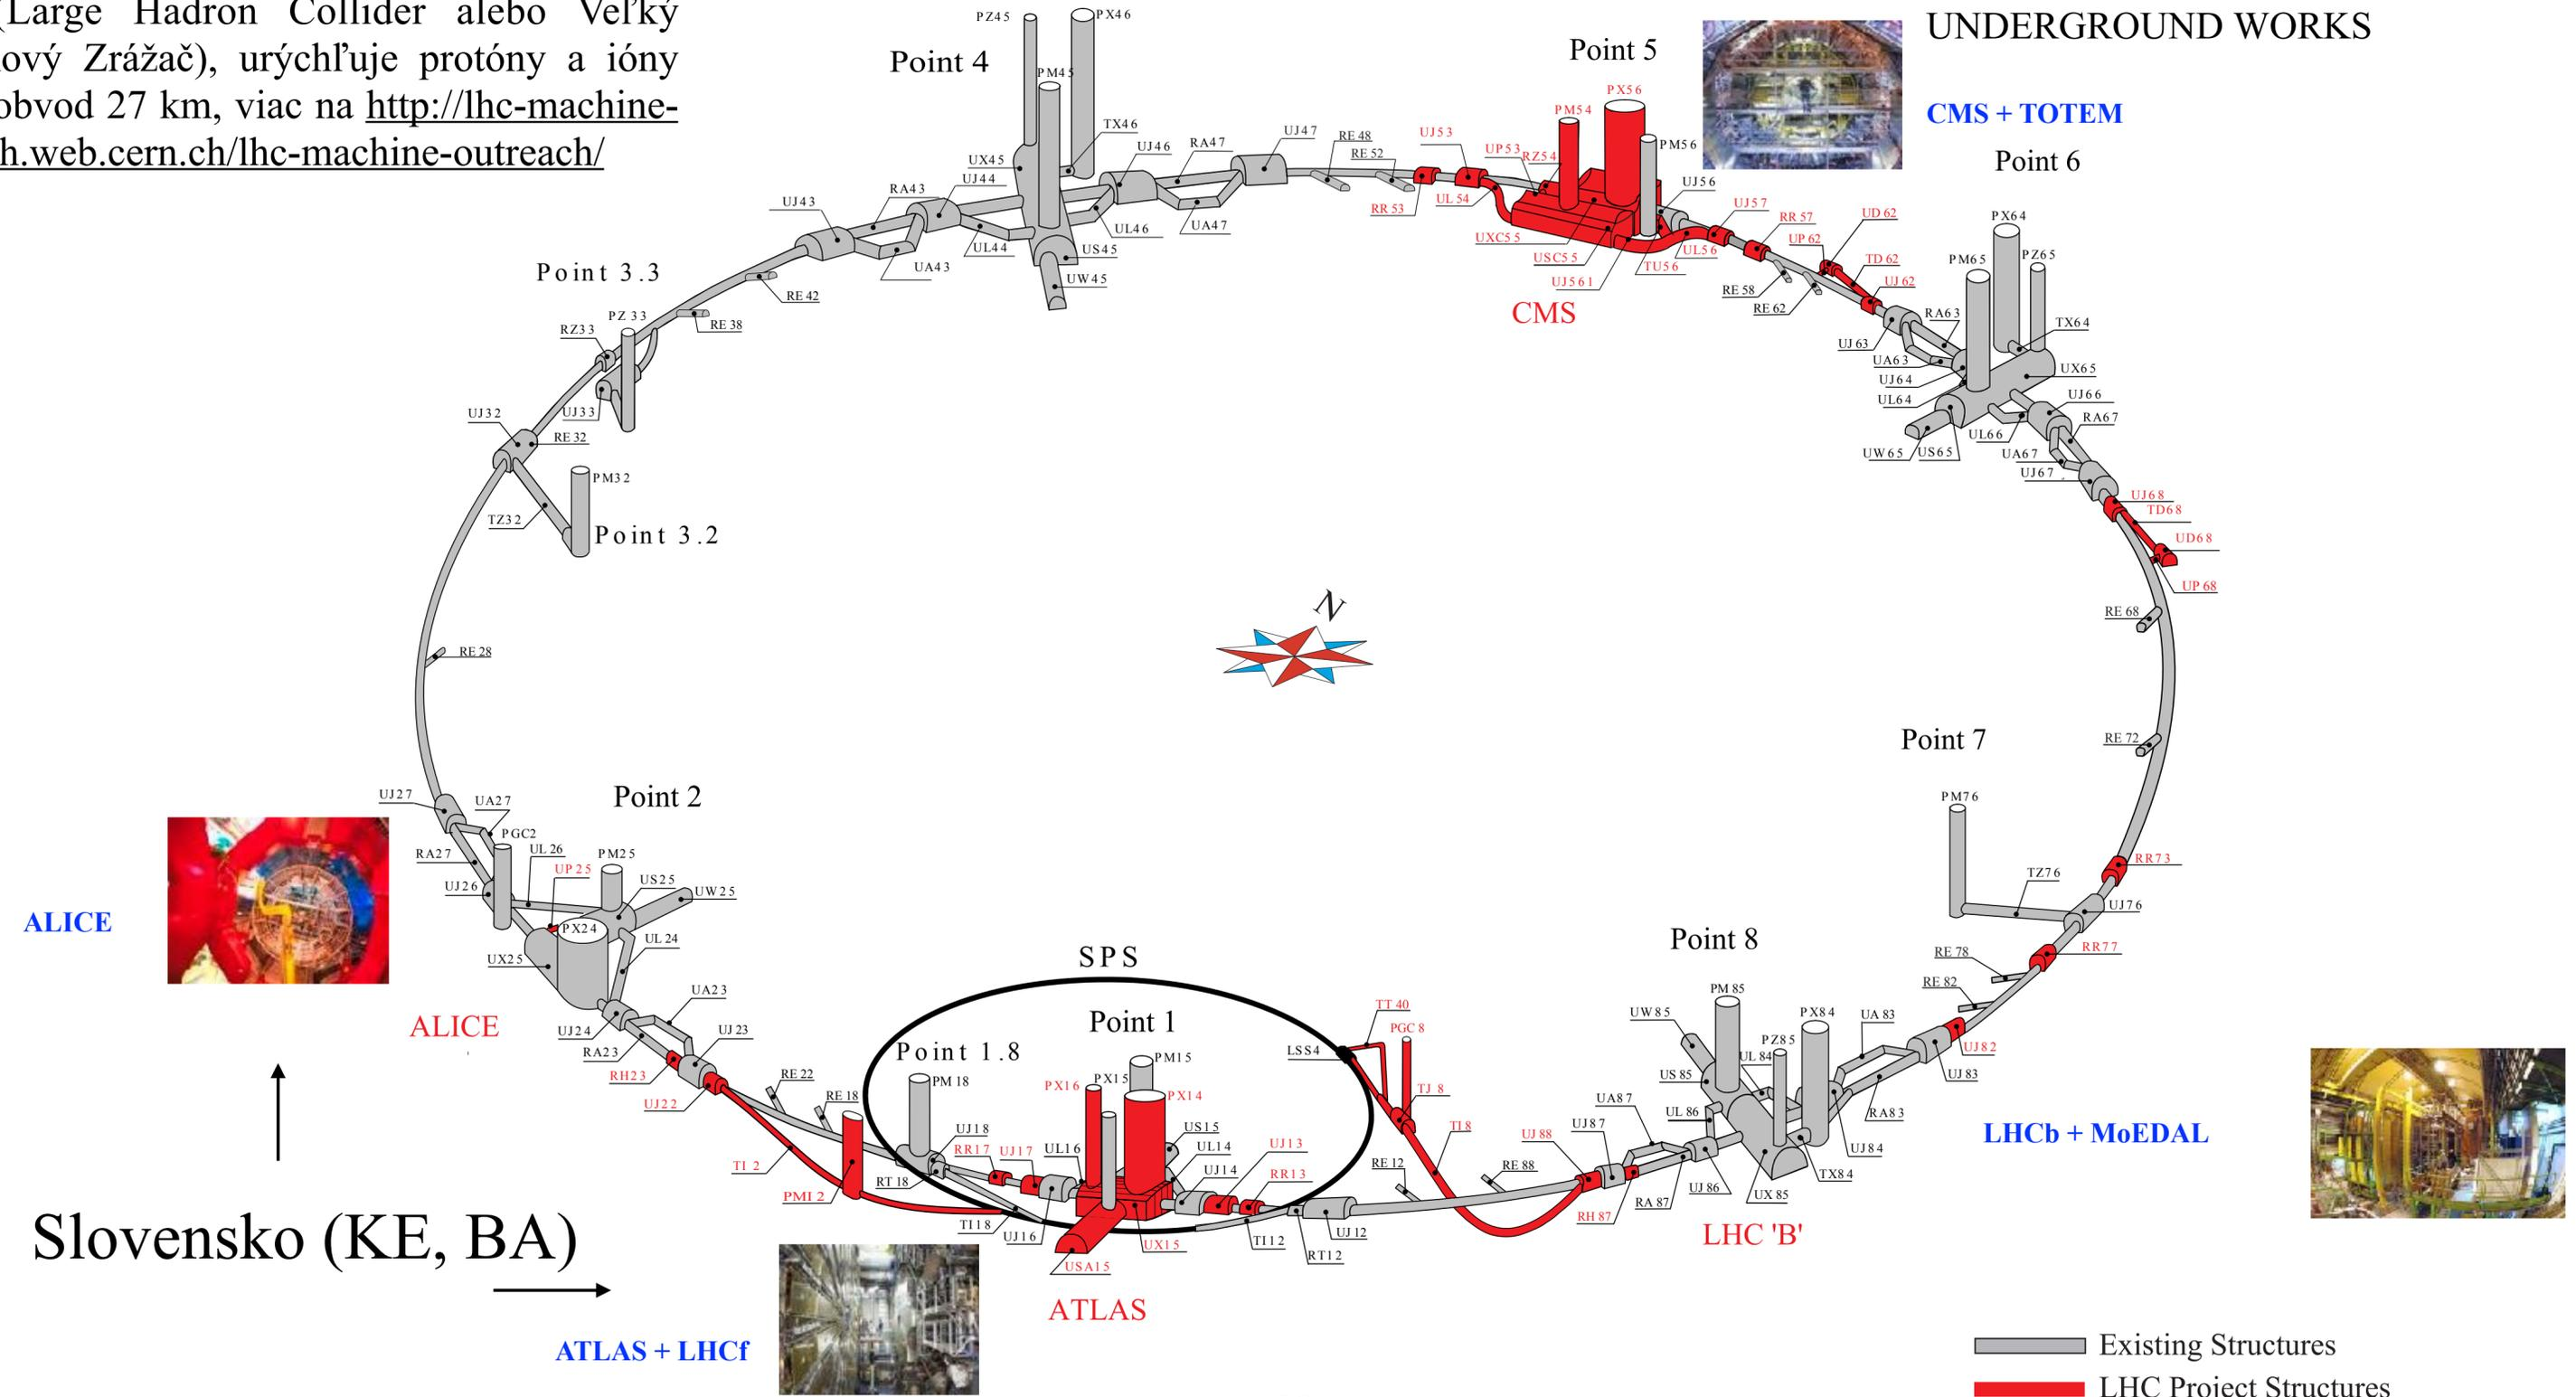 (Large Hadron Collider alebo Veľký
ový Zrážač), urýchľuje protóny a ióny
obvod 27 km, viac na http://lhc-machine-
h.web.cern.ch/lhc-machine-outreach/
UNDERGROUND WORKS
CMS + TOTEM
Point 4
PZ45
PX46
PM45
TX46
UJ46
RA47
UJ47
UX45
UJ44
RA43
UJ43
UL44
UA43
UL46
UA47
US45
UW45
RE 42
RE 38
Point 5
RE 48
RE 52
UJ53
UP53
RZ54
PM54
PX56
PM56
UJ56
RR 53
UL 54
UXC55
USC55
UJ561
TU56
UL56
UJ57
RR 57
CMS
RE 58
RE 62
UP 62
UD 62
TD 62
UJ 62
Point 6
PX64
PM65
PZ65
TX64
RA63
UJ 63
UA63
UJ64
UL64
UX65
UJ66
RA67
UW65
US65
UL66
UA67
UJ67
UJ68
TD68
UD68
UP 68
RE 68
RE 72
Point 3.3
PZ 33
RZ33
UJ33
UJ32
RE 32
PM32
TZ32
Point 3.2
RE 28
N
Point 7
PM76
TZ76
RR73
UJ76
RR77
RE 78
RE 82
Point 2
UJ27
UA27
PGC2
RA27
UL 26
UP 25
PM25
US25
UW25
UJ26
PX24
UL 24
UX25
ALICE
ALICE
UA23
UJ24
RA23
UJ 23
RH23
UJ22
RE 22
RE 18
TI 2
PMI 2
SPS
Point 1
Point 1.8
PM 18
PX16
PX15
PM15
PX14
UJ18
RR17
UJ17
UL16
US15
UL14
UJ14
UJ13
RR13
RT 18
TI18
UJ16
USA15
UX15
TI12
RT12
UJ 12
ATLAS
LSS4
TT 40
PGC 8
TJ 8
TI8
RE 12
RE 88
Point 8
UW85
PM 85
PZ85
PX84
UA 83
UL 84
US 85
UJ82
UJ 83
UA87
UL 86
UJ87
UJ 88
RH 87
RA 87
UJ 86
UX 85
TX84
UJ84
RA83
LHC 'B'
LHCb + MoEDAL
Slovensko (KE, BA)
ATLAS + LHCf
Existing Structures
LHC Project Structures